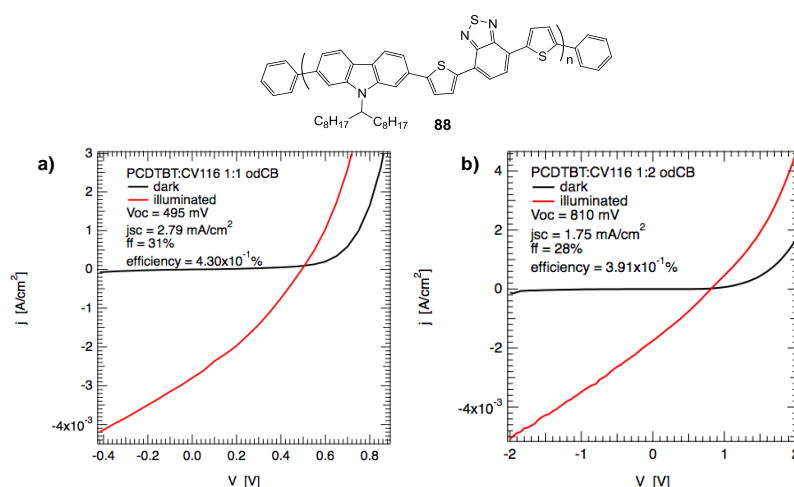 S
N N
S S
n
N
C8H17 C8H17
88
a)
PCDTBT:CV116 1:1 odCB
dark
illuminated
Voc = 495 mV
jsc = 2.79 mA/cm²
ff = 31%
efficiency = 4.30x10⁻¹%
3
2
1
0
-1
-2
-3
-4x10⁻³
j [A/cm²]
-0.4 -0.2 0.0 0.2 0.4 0.6 0.8
V [V]
b)
PCDTBT:CV116 1:2 odCB
dark
illuminated
Voc = 810 mV
jsc = 1.75 mA/cm²
ff = 28%
efficiency = 3.91x10⁻¹%
4
2
0
-2
-4x10⁻³
j [A/cm²]
-2 -1 0 1 2
V [V]